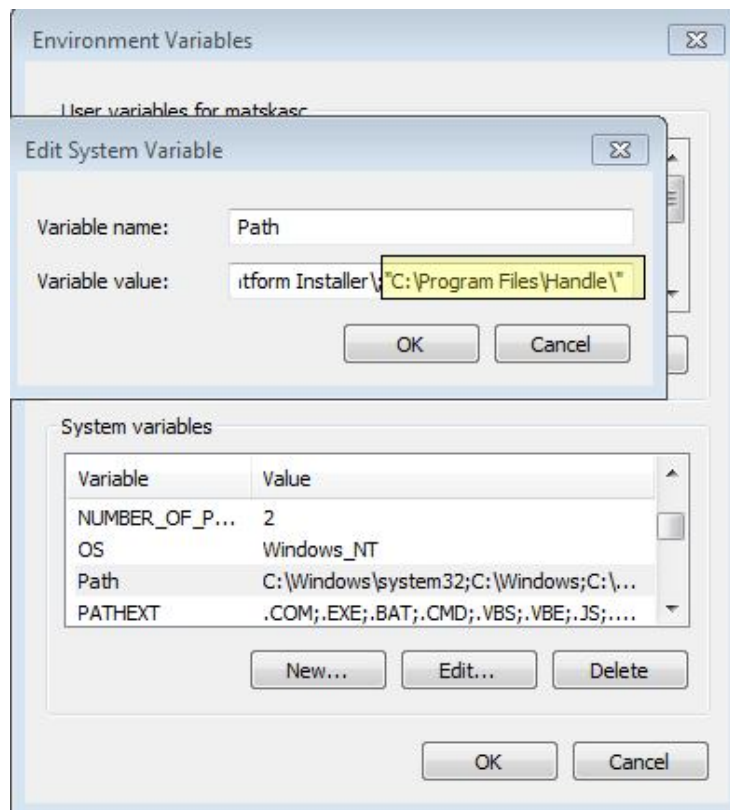 Environment Variables
User variables for matskasc
Edit System Variable
Variable name: Path
Variable value: tform Installer\;"C:\Program Files\Handle\"
OK Cancel
System variables
Variable Value
NUMBER_OF_P... 2
OS Windows_NT
Path C:\Windows\system32;C:\Windows;C:\...
PATHEXT .COM;.EXE;.BAT;.CMD;.VBS;.VBE;.JS;....
New... Edit... Delete
OK Cancel